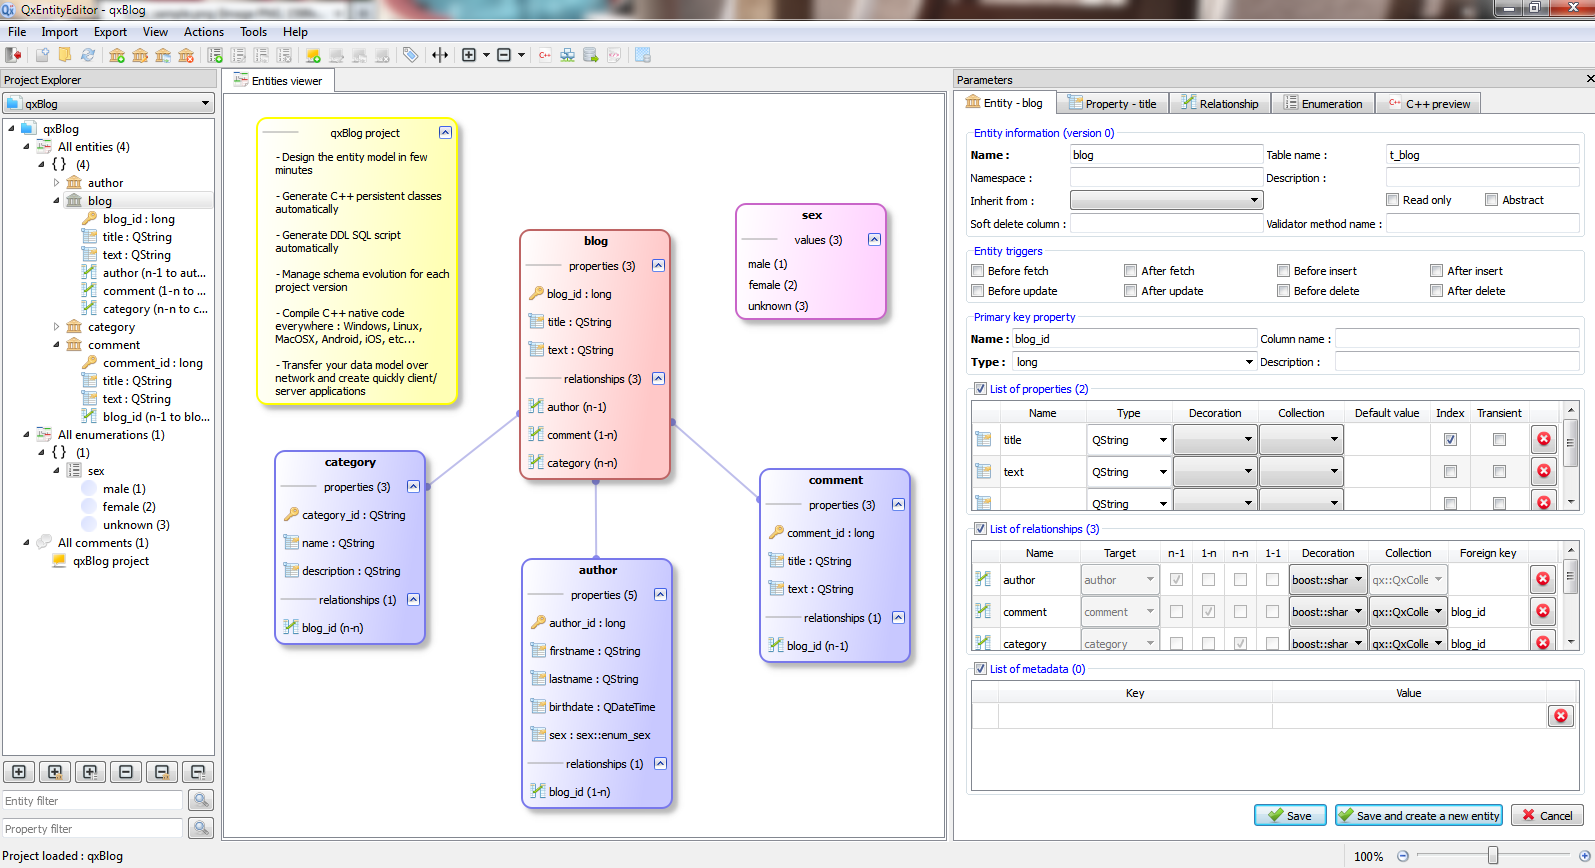 QxEntityEditor - qxBlog
File Import Export View Actions Tools Help
Project Explorer
qxBlog
qxBlog
All entities (4)
{ } (4)
author
blog
blog_id : long
title : QString
text : QString
author (n-1 to aut...
comment (1-n to ...
category (n-n to c...
category
comment
comment_id : long
title : QString
text : QString
blog_id (n-1 to blo...
All enumerations (1)
{ } (1)
sex
male (1)
female (2)
unknown (3)
All comments (1)
qxBlog project
Entity filter
Property filter
Project loaded : qxBlog
Entities viewer
qxBlog project
- Design the entity model in few
minutes
- Generate C++ persistent classes
automatically
- Generate DDL SQL script
automatically
- Manage schema evolution for each
project version
- Compile C++ native code
everywhere : Windows, Linux,
MacOSX, Android, iOS, etc...
- Transfer your data model over
network and create quickly client/
server applications
blog
properties (3)
blog_id : long
title : QString
text : QString
relationships (3)
author (n-1)
comment (1-n)
category (n-n)
sex
values (3)
male (1)
female (2)
unknown (3)
category
properties (3)
category_id : QString
name : QString
description : QString
relationships (1)
blog_id (n-n)
author
properties (5)
author_id : long
firstname : QString
lastname : QString
birthdate : QDateTime
sex : sex::enum_sex
relationships (1)
blog_id (1-n)
comment
properties (3)
comment_id : long
title : QString
text : QString
relationships (1)
blog_id (n-1)
Parameters
Entity - blog Property - title Relationship Enumeration C++ preview
Entity information (version 0)
Name : blog Table name : t_blog
Namespace : Description :
Inherit from : Read only Abstract
Soft delete column : Validator method name :
Entity triggers
Before fetch After fetch Before insert After insert
Before update After update Before delete After delete
Primary key property
Name : blog_id Column name :
Type : long Description :
List of properties (2)
Name Type Decoration Collection Default value Index Transient
title QString
text QString
QString
List of relationships (3)
Name Target n-1 1-n n-n 1-1 Decoration Collection Foreign key
author author boost::shar qx::QxColle
comment comment boost::shar qx::QxColle blog_id
category category boost::shar qx::QxColle blog_id
List of metadata (0)
Key Value
Save Save and create a new entity Cancel
100%